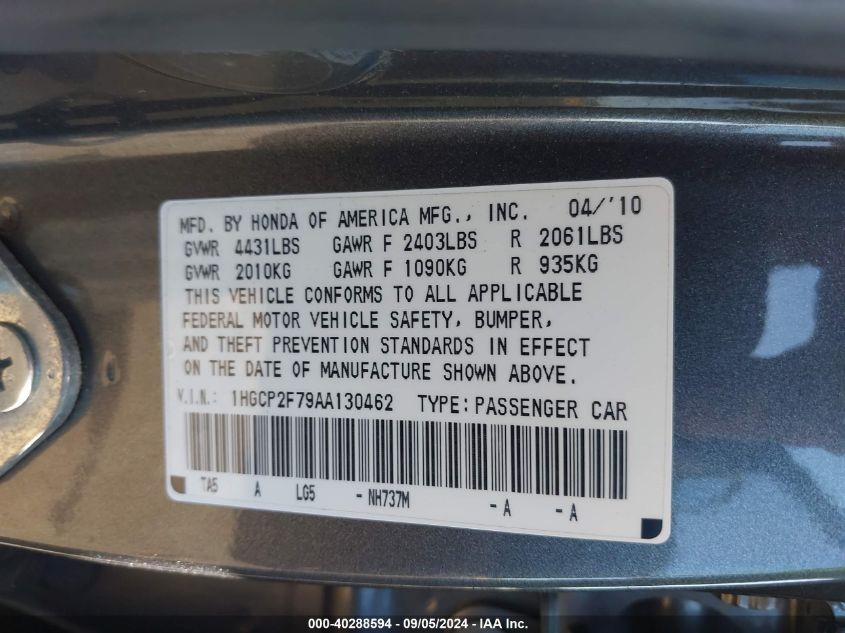 MFD. BY HONDA OF AMERICA MFG., INC. 04/'10
GVWR 4431LBS GAWR F 2403LBS R 2061LBS
GVWR 2010KG GAWR F 1090KG R 935KG
THIS VEHICLE CONFORMS TO ALL APPLICABLE
FEDERAL MOTOR VEHICLE SAFETY, BUMPER,
AND THEFT PREVENTION STANDARDS IN EFFECT
ON THE DATE OF MANUFACTURE SHOWN ABOVE.
V.I.N.: 1HGCP2F79AA130462 TYPE: PASSENGER CAR
TA5 A LG5 - NH737M - A - A
000-40288594 - 09/05/2024 - IAAI.com